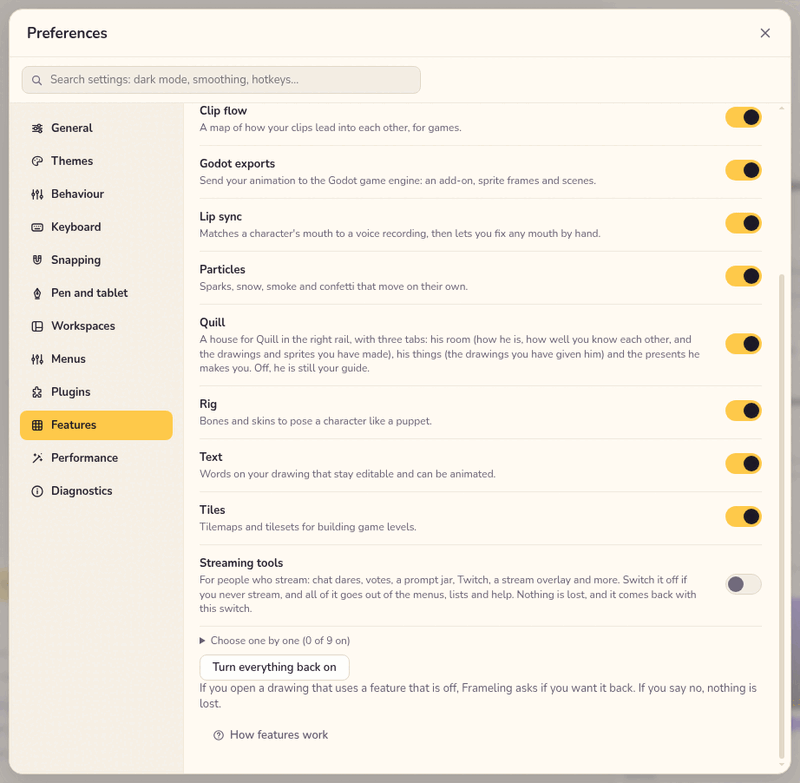 Preferences
Search settings: dark mode, smoothing, hotkeys...
General
Themes
Behaviour
Keyboard
Snapping
Pen and tablet
Workspaces
Menus
Plugins
Features
Performance
Diagnostics
Clip flow
A map of how your clips lead into each other, for games.
Godot exports
Send your animation to the Godot game engine: an add-on, sprite frames and scenes.
Lip sync
Matches a character's mouth to a voice recording, then lets you fix any mouth by hand.
Particles
Sparks, snow, smoke and confetti that move on their own.
Quill
A house for Quill in the right rail, with three tabs: his room (how he is, how well you know each other, and
the drawings and sprites you have made), his things (the drawings you have given him) and the presents he
makes you. Off, he is still your guide.
Rig
Bones and skins to pose a character like a puppet.
Text
Words on your drawing that stay editable and can be animated.
Tiles
Tilemaps and tilesets for building game levels.
Streaming tools
For people who stream: chat dares, votes, a prompt jar, Twitch, a stream overlay and more. Switch it off if
you never stream, and all of it goes out of the menus, lists and help. Nothing is lost, and it comes back with
this switch.
Choose one by one (0 of 9 on)
Turn everything back on
If you open a drawing that uses a feature that is off, Frameling asks if you want it back. If you say no, nothing is
lost.
How features work